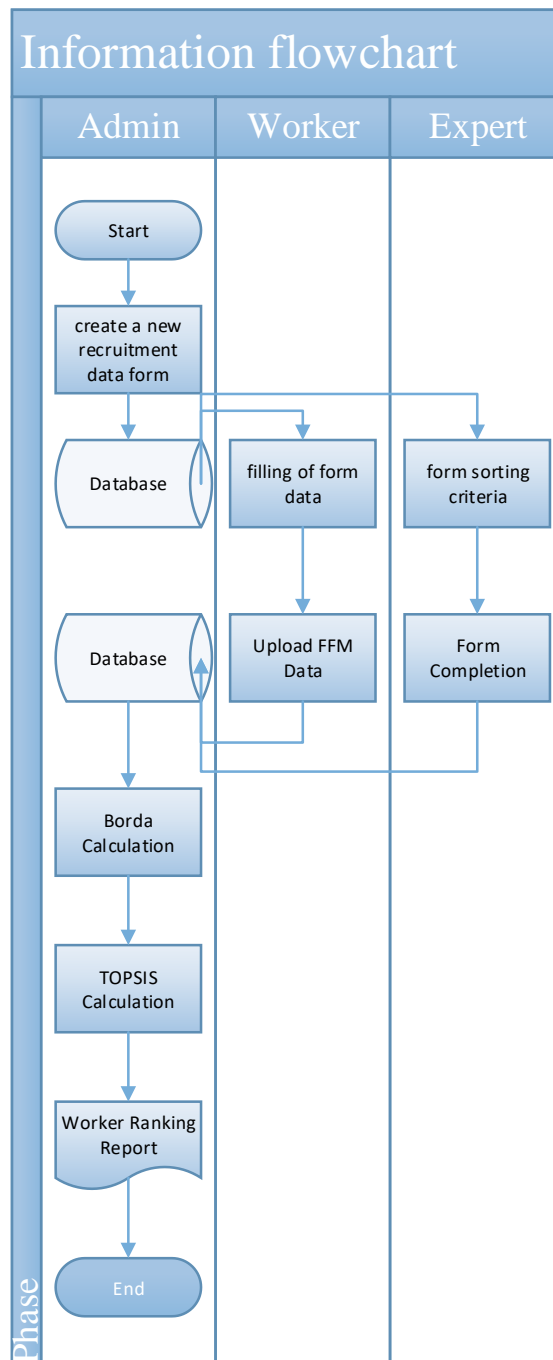 Information flowchart
Admin
Worker
Expert
Start
create a new
recruitment
data form
Database
filling of form
data
form sorting
criteria
Database
Upload FFM
Data
Form
Completion
Borda
Calculation
TOPSIS
Calculation
Worker Ranking
Report
End
Phase